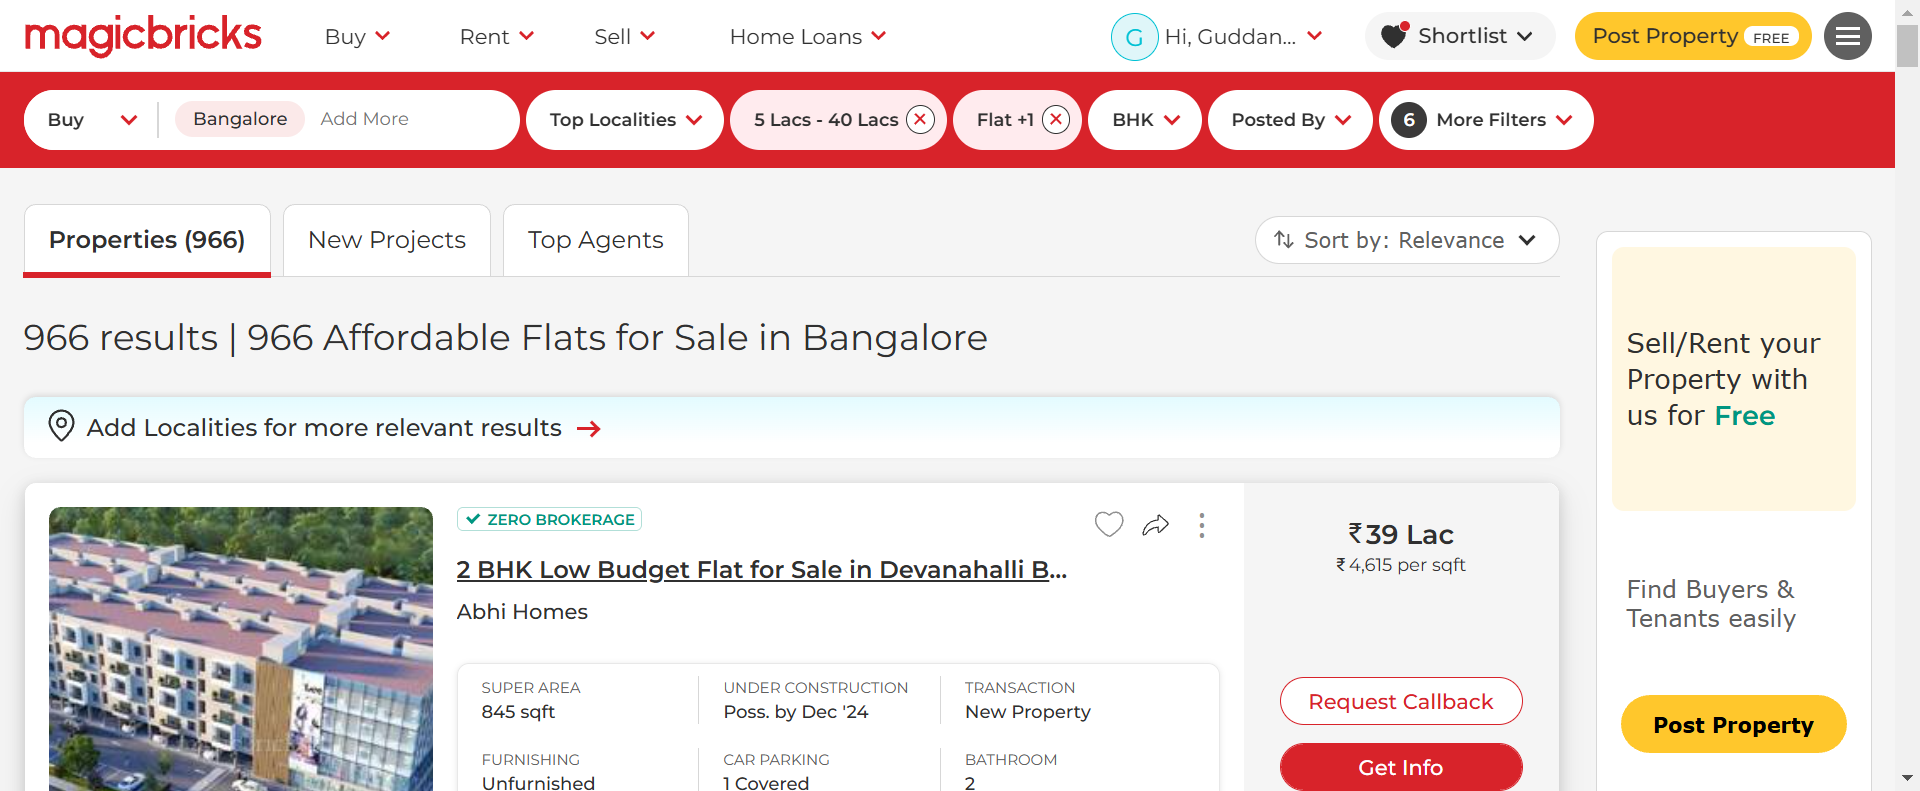 magicbricks
Buy
Rent
Sell
Home Loans
G
Hi, Guddan...
Shortlist
Post Property FREE
Buy
Bangalore
Add More
Top Localities
5 Lacs - 40 Lacs
Flat +1
BHK
Posted By
6 More Filters
Properties (966)
New Projects
Top Agents
Sort by: Relevance
966 results | 966 Affordable Flats for Sale in Bangalore
Add Localities for more relevant results
ZERO BROKERAGE
2 BHK Low Budget Flat for Sale in Devanahalli B...
Abhi Homes
SUPER AREA
845 sqft
UNDER CONSTRUCTION
Poss. by Dec '24
TRANSACTION
New Property
FURNISHING
Unfurnished
CAR PARKING
1 Covered
BATHROOM
2
₹39 Lac
₹4,615 per sqft
Request Callback
Get Info
Sell/Rent your
Property with
us for Free
Find Buyers &
Tenants easily
Post Property